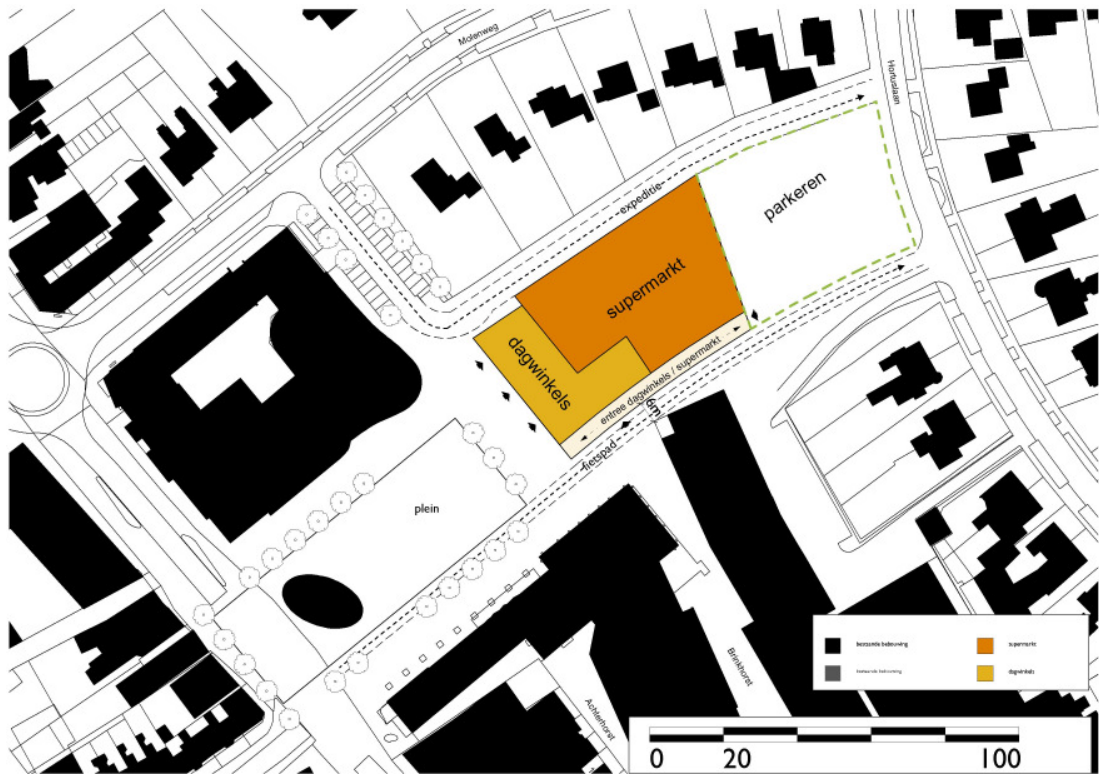 Molenweg
Hortuslaan
expeditie
parkeren
supermarkt
dagwinkels
entree dagwinkels / supermarkt
6m
fietspad
plein
Brinkhorst
Achterhorst
bestaande bebouwing
supermarkt
dagwinkels
0 20 100